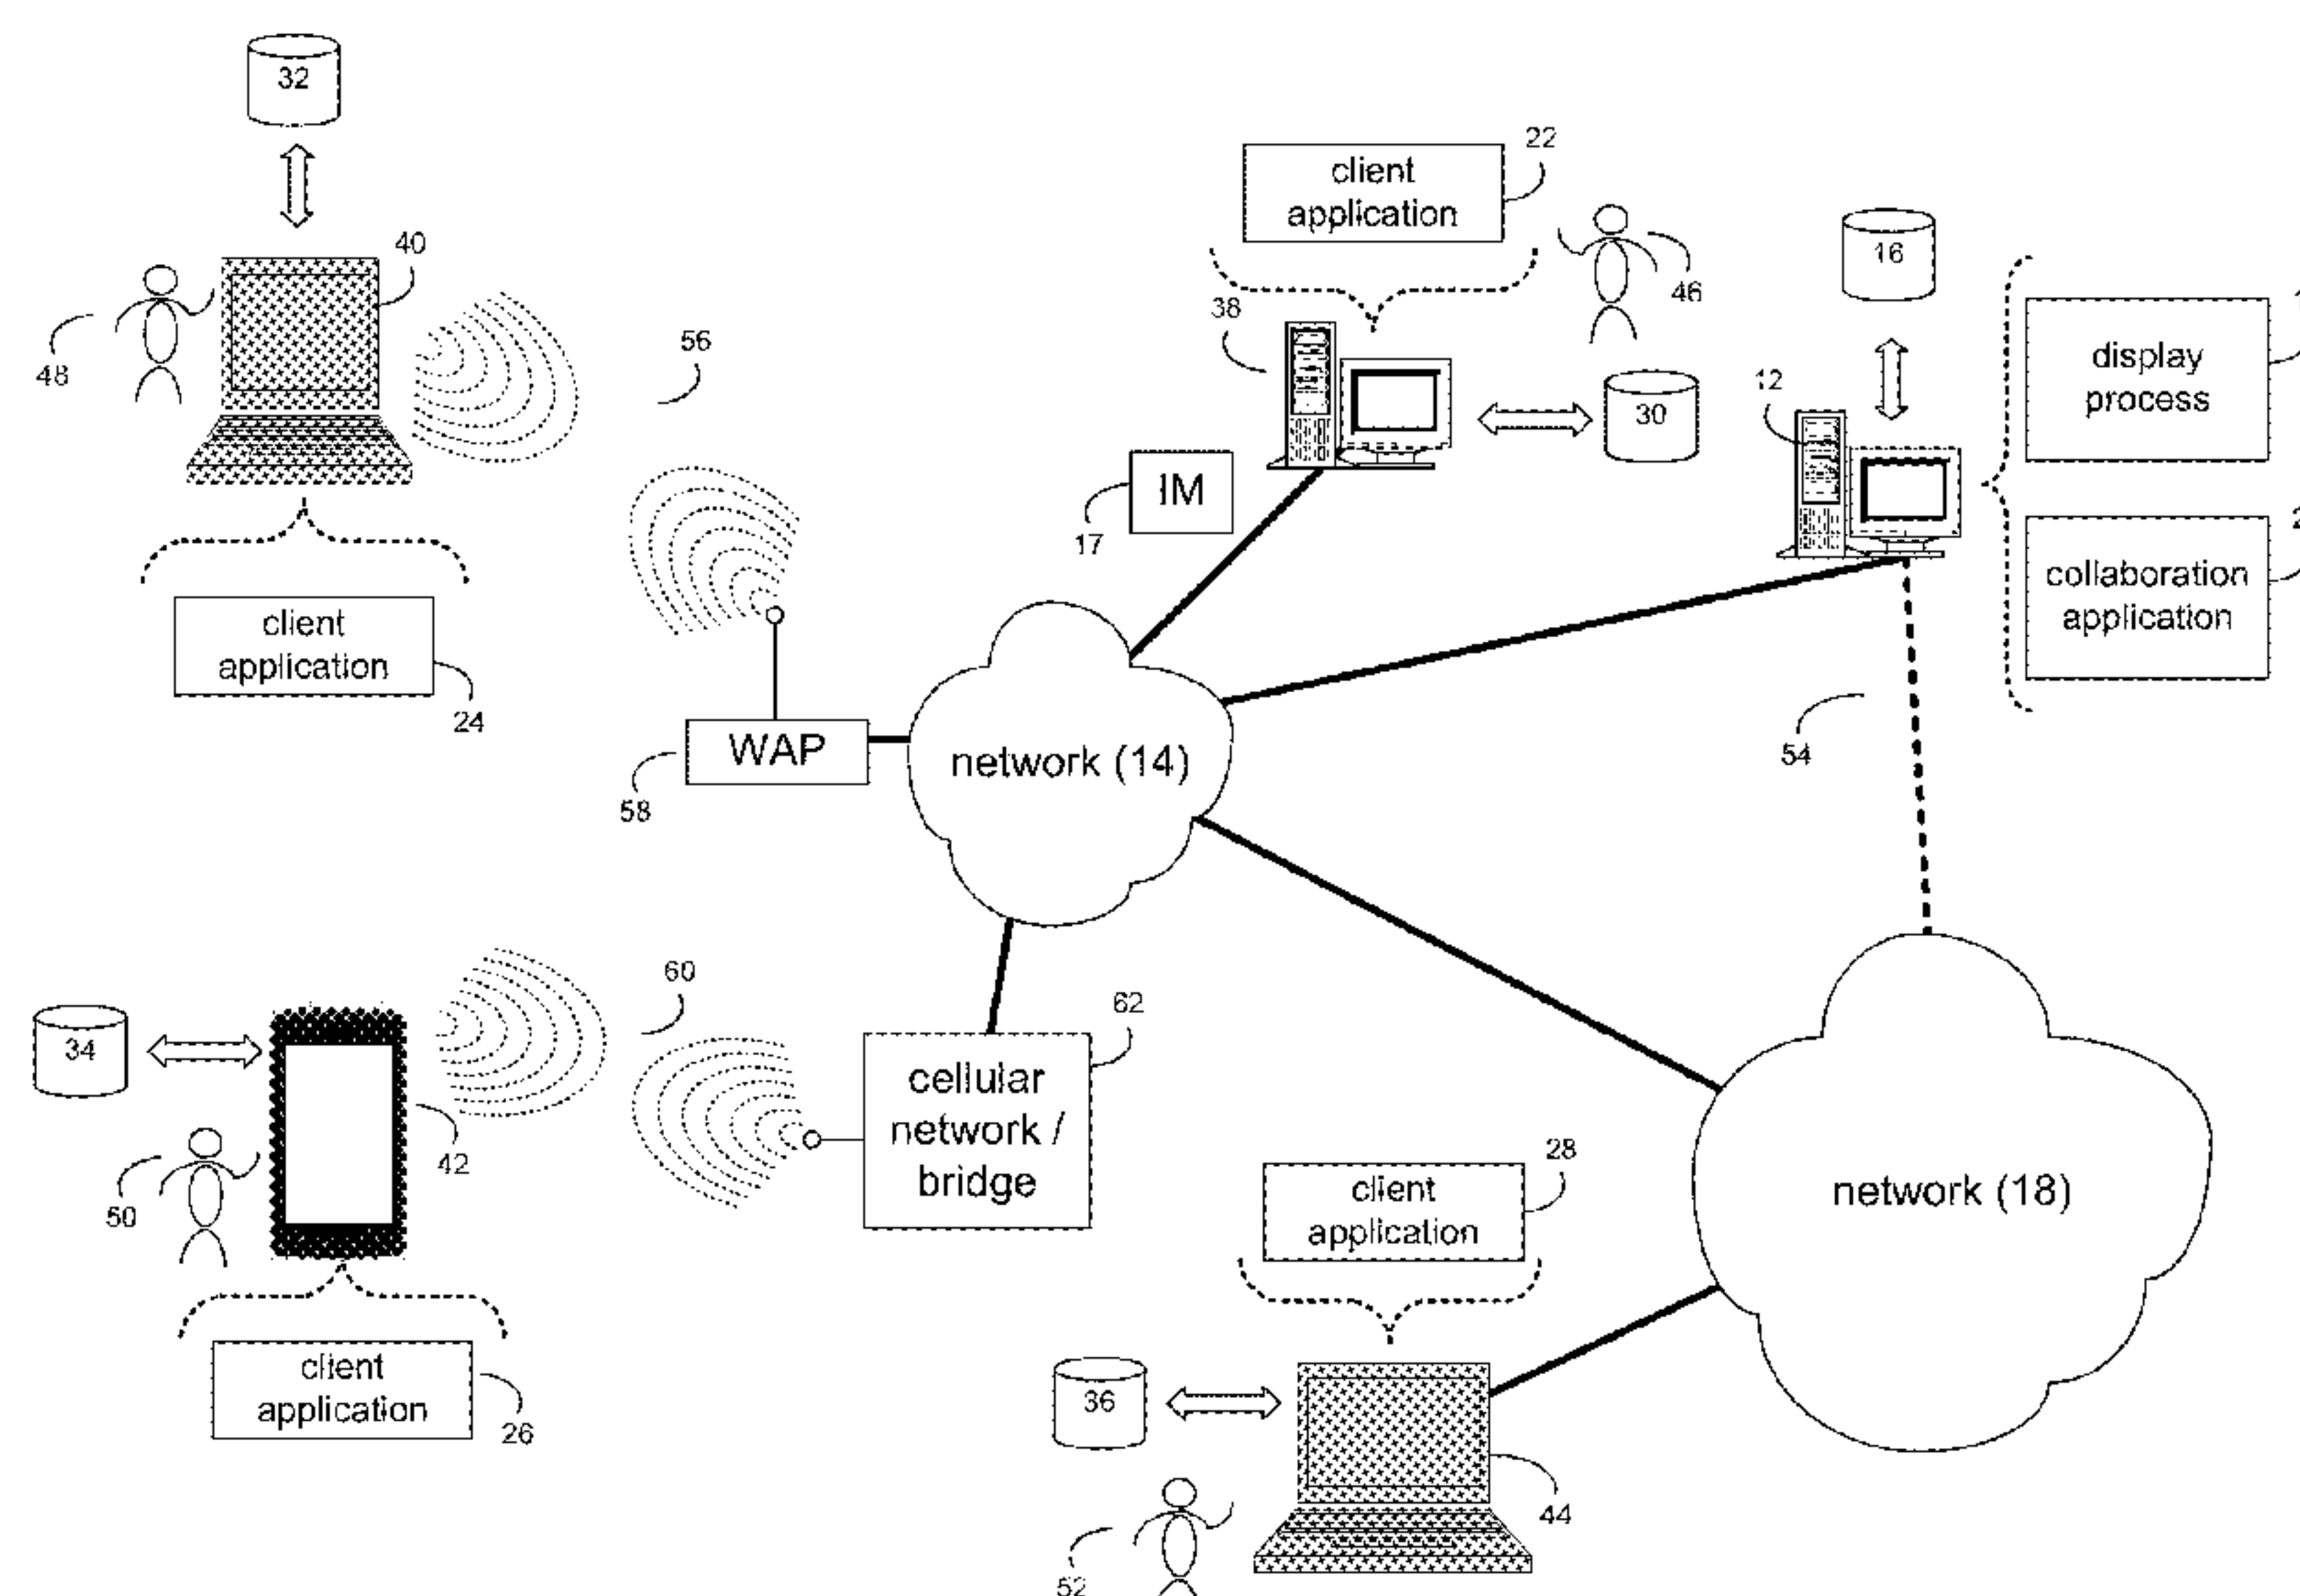 32
22
client
application
40
16
46
38
56
48
display
process
12
30
IM
17
collaboration
application
client
application
24
54
WAP
network (14)
58
60
62
34
cellular
network /
bridge
42
28
client
application
50
network (18)
client
application
26
36
44
52